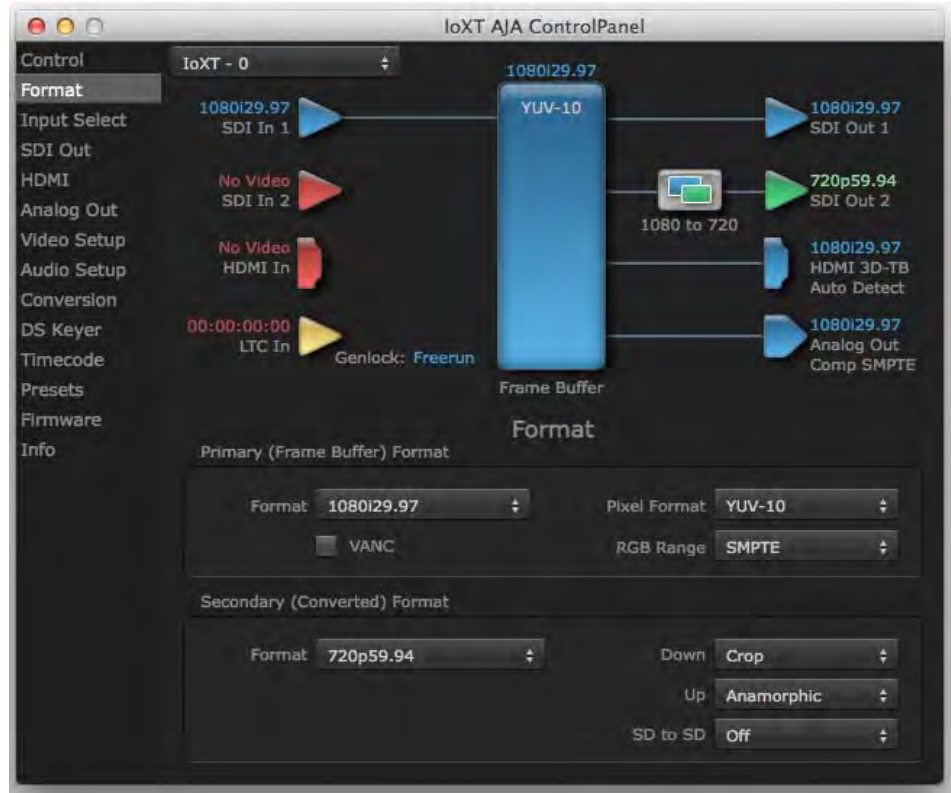 IoXT AJA ControlPanel
Control
Format
Input Select
SDI Out
HDMI
Analog Out
Video Setup
Audio Setup
Conversion
DS Keyer
Timecode
Presets
Firmware
Info
IoXT - 0
1080i29.97
YUV-10
Frame Buffer
1080i29.97
SDI In 1
No Video
SDI In 2
No Video
HDMI In
00:00:00:00
LTC In
Genlock: Freerun
1080 to 720
1080i29.97
SDI Out 1
720p59.94
SDI Out 2
1080i29.97
HDMI 3D-TB
Auto Detect
1080i29.97
Analog Out
Comp SMPTE
Format
Primary (Frame Buffer) Format
Format 1080i29.97
Pixel Format YUV-10
VANC
RGB Range SMPTE
Secondary (Converted) Format
Format 720p59.94
Down Crop
Up Anamorphic
SD to SD Off